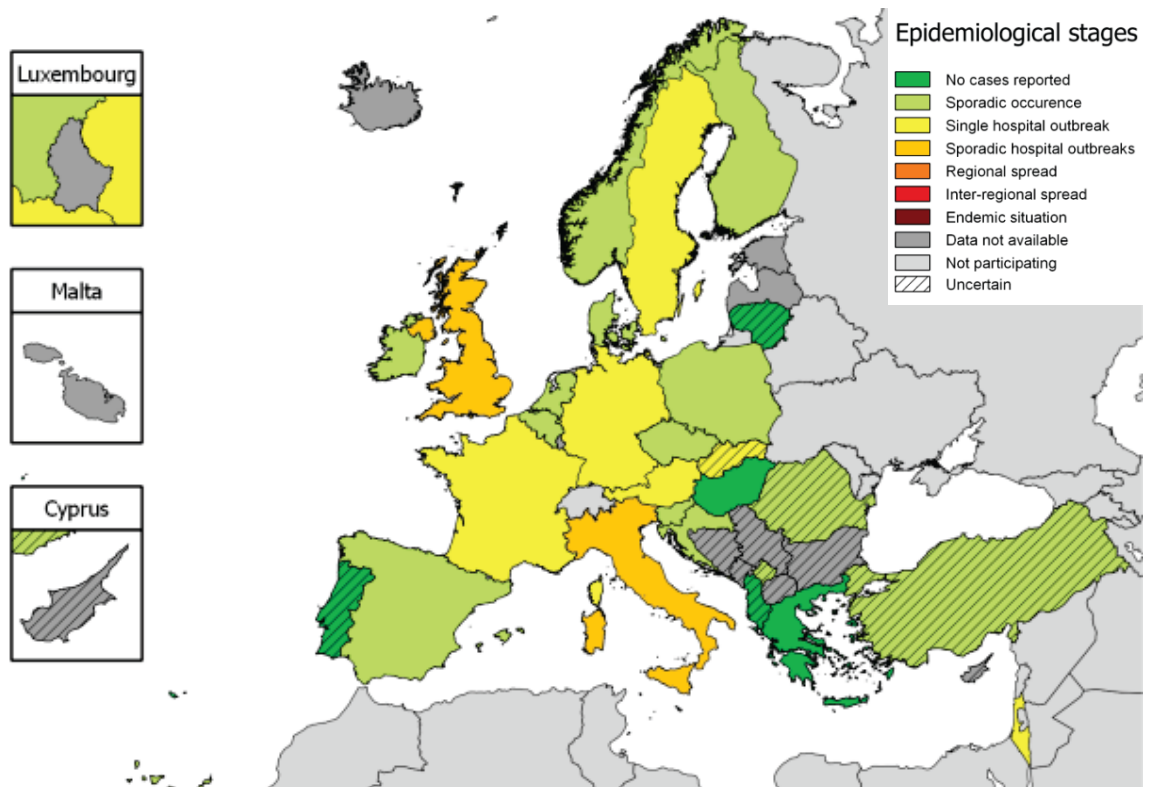 Luxembourg
Malta
Cyprus
Epidemiological stages
No cases reported
Sporadic occurence
Single hospital outbreak
Sporadic hospital outbreaks
Regional spread
Inter-regional spread
Endemic situation
Data not available
Not participating
Uncertain